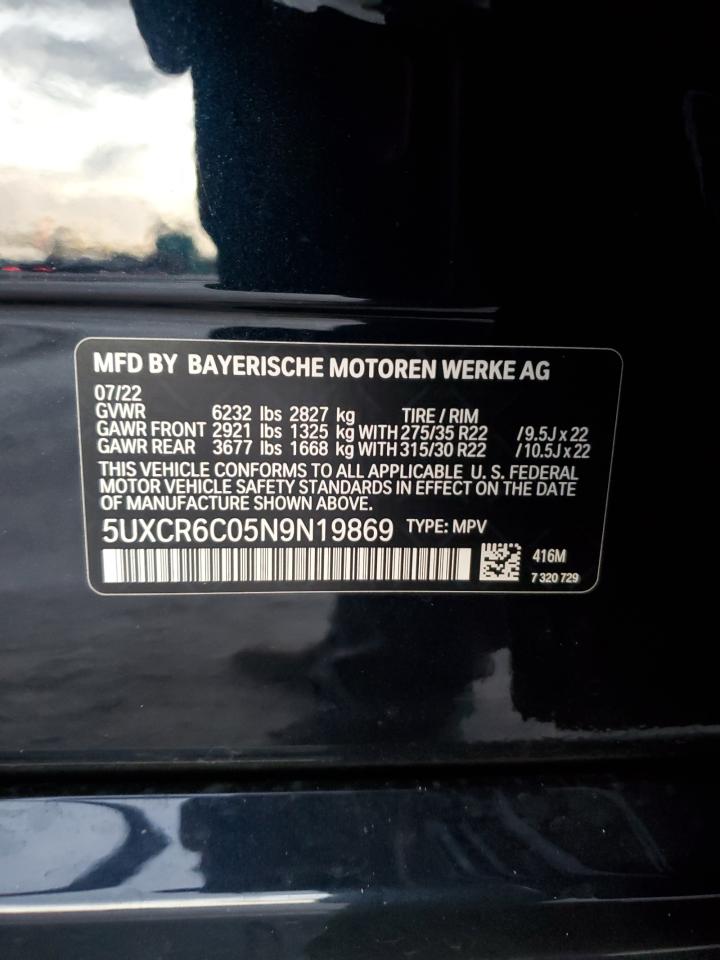 MFD BY BAYERISCHE MOTOREN WERKE AG
07/22
GVWR 6232 lbs 2827 kg TIRE / RIM
GAWR FRONT 2921 lbs 1325 kg WITH 275/35 R22 /9.5J x 22
GAWR REAR 3677 lbs 1668 kg WITH 315/30 R22 /10.5J x 22
THIS VEHICLE CONFORMS TO ALL APPLICABLE U. S. FEDERAL
MOTOR VEHICLE SAFETY STANDARDS IN EFFECT ON THE DATE
OF MANUFACTURE SHOWN ABOVE.
5UXCR6C05N9N19869 TYPE: MPV
416M
7 320 729